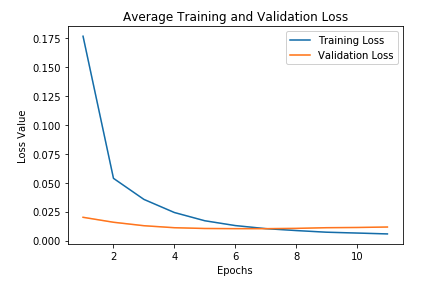 Average Training and Validation Loss
Training Loss
Validation Loss
Loss Value
0.175
0.150
0.125
0.100
0.075
0.050
0.025
0.000
2 4 6 8 10
Epochs